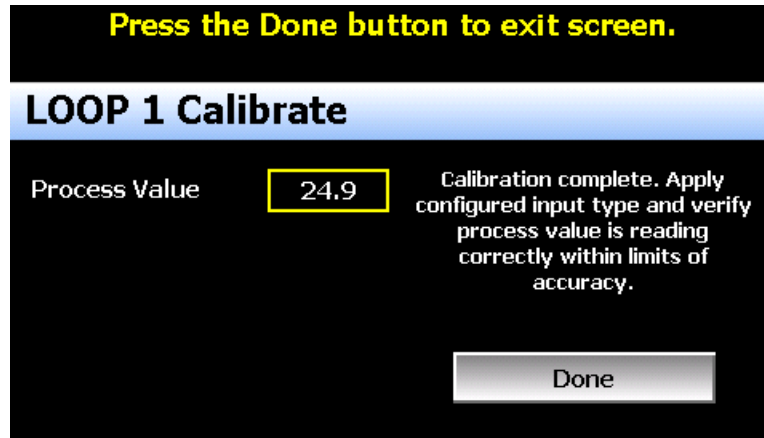 Press the Done button to exit screen.
LOOP 1 Calibrate
Process Value
24.9
Calibration complete. Apply
configured input type and verify
process value is reading
correctly within limits of
accuracy.
Done